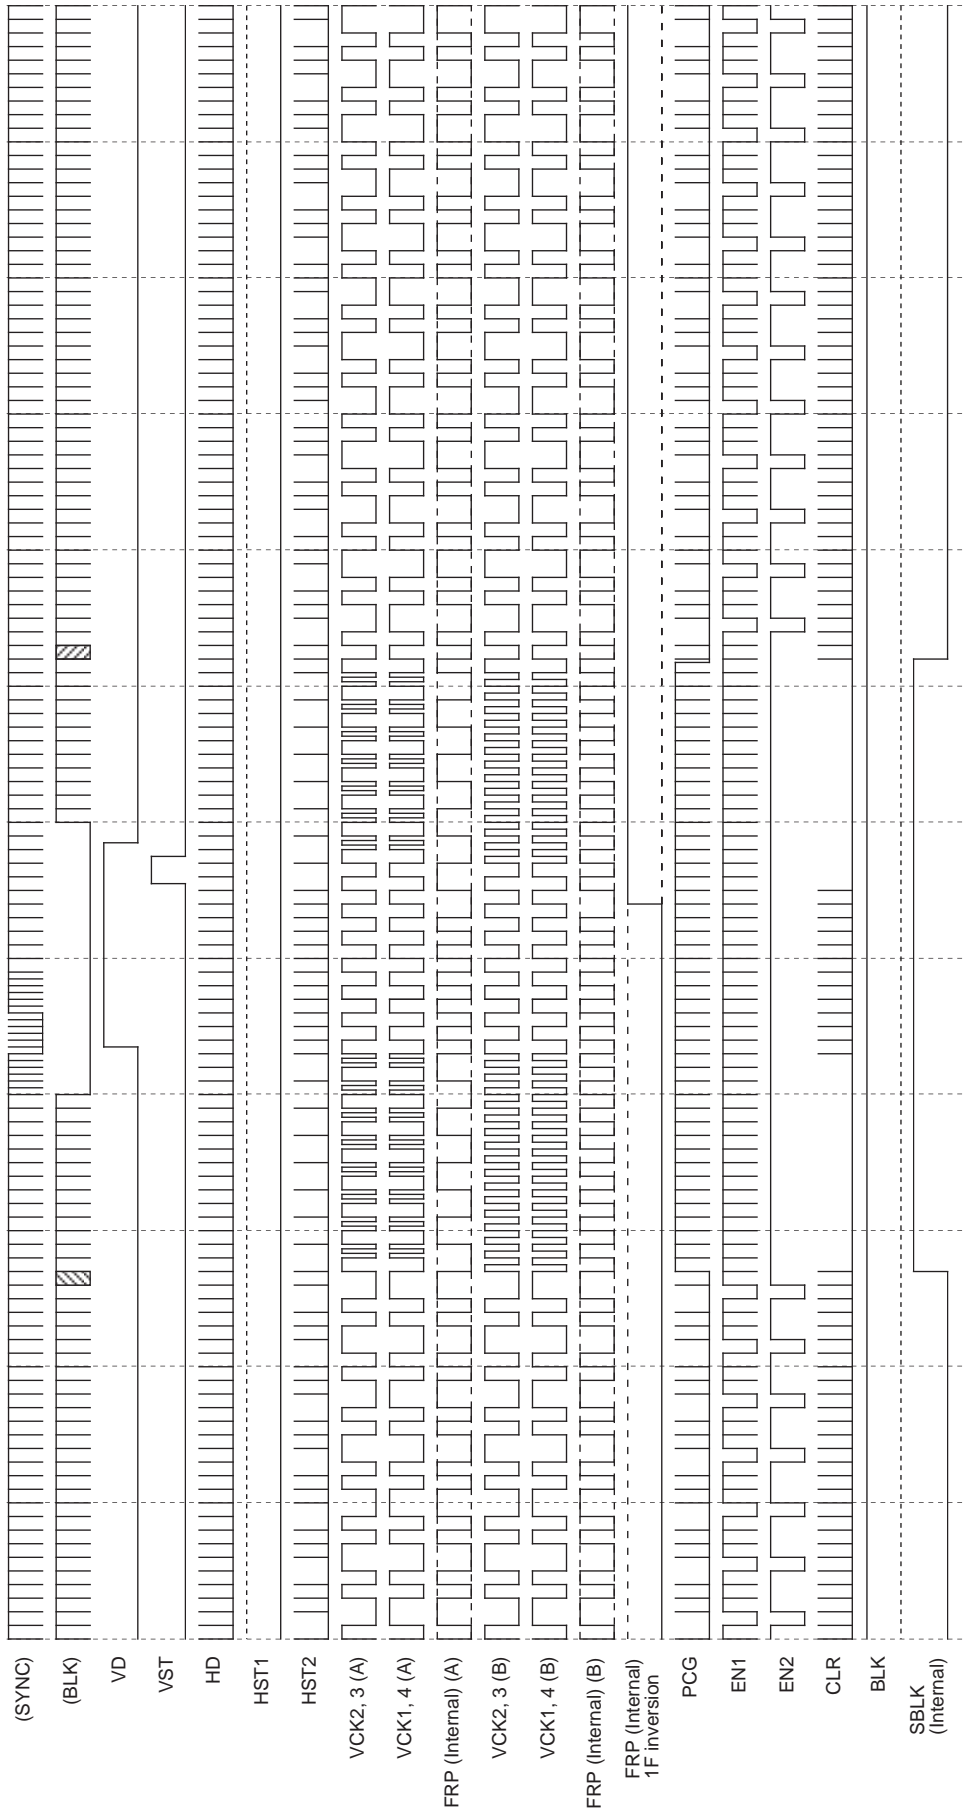 (SYNC)
(BLK)
VD
VST
HD
HST1
HST2
VCK2, 3 (A)
VCK1, 4 (A)
FRP (Internal) (A)
VCK2, 3 (B)
VCK1, 4 (B)
FRP (Internal) (B)
FRP (Internal)
1F inversion
PCG
EN1
EN2
CLR
BLK
SBLK
(Internal)